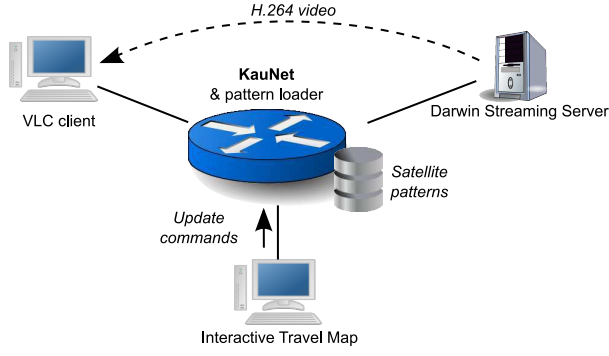 H.264 video
KauNet
& pattern loader
VLC client
Darwin Streaming Server
Satellite
patterns
Update
commands
Interactive Travel Map